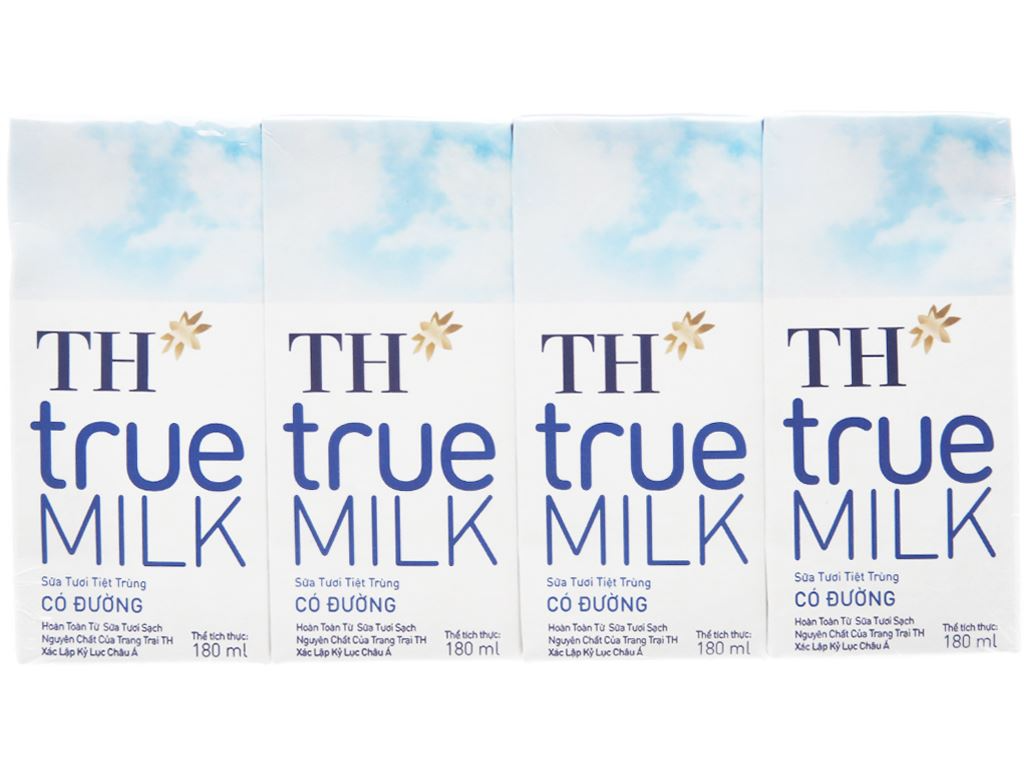 TH
true
MILK
Sữa Tươi Tiệt Trùng
CÓ ĐƯỜNG
Hoàn Toàn Từ Sữa Tươi Sạch
Nguyên Chất Của Trang Trại TH
Xác Lập Kỷ Lục Châu Á
Thể tích thực:
180 ml
TH
true
MILK
Sữa Tươi Tiệt Trùng
CÓ ĐƯỜNG
Hoàn Toàn Từ Sữa Tươi Sạch
Nguyên Chất Của Trang Trại TH
Xác Lập Kỷ Lục Châu Á
Thể tích thực:
180 ml
TH
true
MILK
Sữa Tươi Tiệt Trùng
CÓ ĐƯỜNG
Hoàn Toàn Từ Sữa Tươi Sạch
Nguyên Chất Của Trang Trại TH
Xác Lập Kỷ Lục Châu Á
Thể tích thực:
180 ml
TH
true
MILK
Sữa Tươi Tiệt Trùng
CÓ ĐƯỜNG
Hoàn Toàn Từ Sữa Tươi Sạch
Nguyên Chất Của Trang Trại TH
Xác Lập Kỷ Lục Châu Á
Thể tích thực:
180 ml